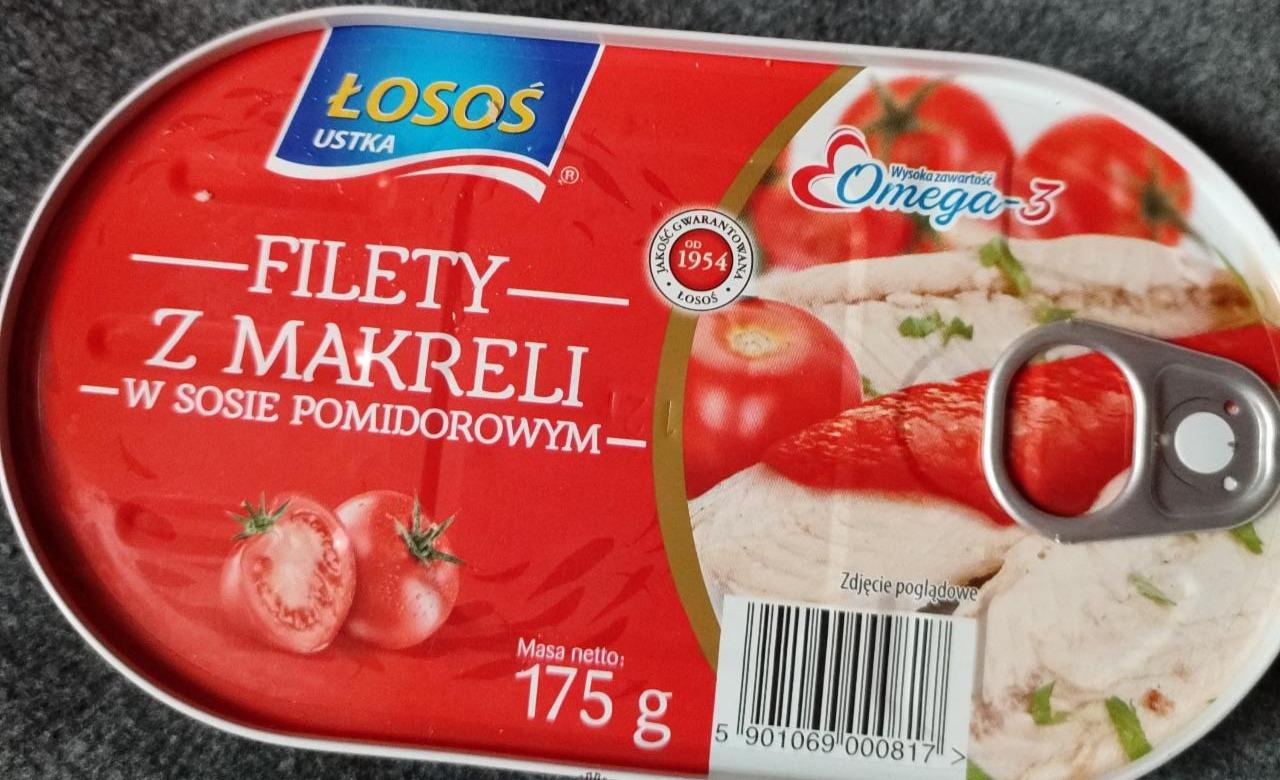 ŁOSOŚ
USTKA
®
Wysoka zawartość
Omega-3
JAKOŚĆ GWARANTOWANA
OD
1954
• ŁOSOŚ •
FILETY
Z MAKRELI
W SOSIE POMIDOROWYM
Zdjęcie poglądowe
Masa netto:
175 g
5 901069 000817 >